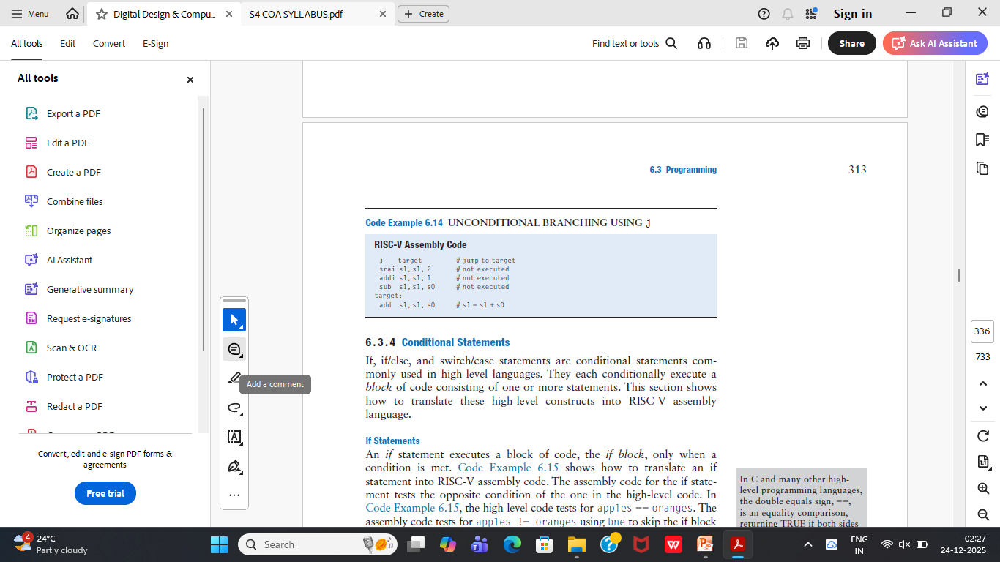 Menu
Digital Design & Compu...
S4 COA SYLLABUS.pdf
Create
Sign in
All tools
Edit
Convert
E-Sign
Find text or tools
Share
Ask AI Assistant
All tools
Export a PDF
Edit a PDF
Create a PDF
Combine files
Organize pages
AI Assistant
Generative summary
Request e-signatures
Scan & OCR
Protect a PDF
Redact a PDF
Convert, edit and e-sign PDF forms &
agreements
Free trial
Add a comment
6.3 Programming 313
Code Example 6.14 UNCONDITIONAL BRANCHING USING j
RISC-V Assembly Code
j target # jump to target
srai s1, s1, 2 # not executed
addi s1, s1, 1 # not executed
sub s1, s1, s0 # not executed
target:
add s1, s1, s0 # s1 = s1 + s0
6.3.4 Conditional Statements
If, if/else, and switch/case statements are conditional statements com-
monly used in high-level languages. They each conditionally execute a
block of code consisting of one or more statements. This section shows
how to translate these high-level constructs into RISC-V assembly
language.
If Statements
An if statement executes a block of code, the if block, only when a
condition is met. Code Example 6.15 shows how to translate an if
statement into RISC-V assembly code. The assembly code for the if state-
ment tests the opposite condition of the one in the high-level code. In
Code Example 6.15, the high-level code tests for apples == oranges. The
assembly code tests for apples != oranges using bne to skip the if block
In C and many other high-
level programming languages,
the double equals sign, ==,
is an equality comparison,
returning TRUE if both sides
336
733
4
24°C
Partly cloudy
Search
ENG
IN
02:27
24-12-2025